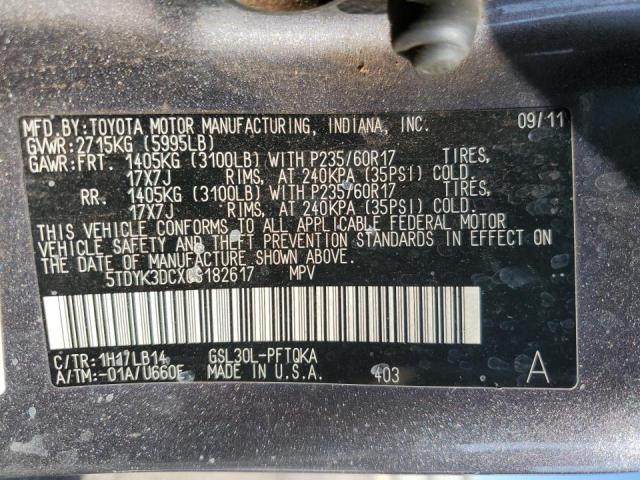 MFD.BY:TOYOTA MOTOR MANUFACTURING, INDIANA, INC. 09/11
GVWR:2715KG (5995LB)
GAWR:FRT. 1405KG (3100LB) WITH P235/60R17 TIRES,
17X7J RIMS, AT 240KPA (35PSI) COLD.
RR. 1405KG (3100LB) WITH P235/60R17 TIRES,
17X7J RIMS, AT 240KPA (35PSI) COLD.
THIS VEHICLE CONFORMS TO ALL APPLICABLE FEDERAL MOTOR
VEHICLE SAFETY AND THEFT PREVENTION STANDARDS IN EFFECT ON
THE DATE OF MANUFACTURE SHOWN ABOVE.
5TDYK3DCXCS182617 MPV
C/TR:1H17LB14 GSL30L-PFTQKA
A/TM:-01A/U660E MADE IN U.S.A. 403 A